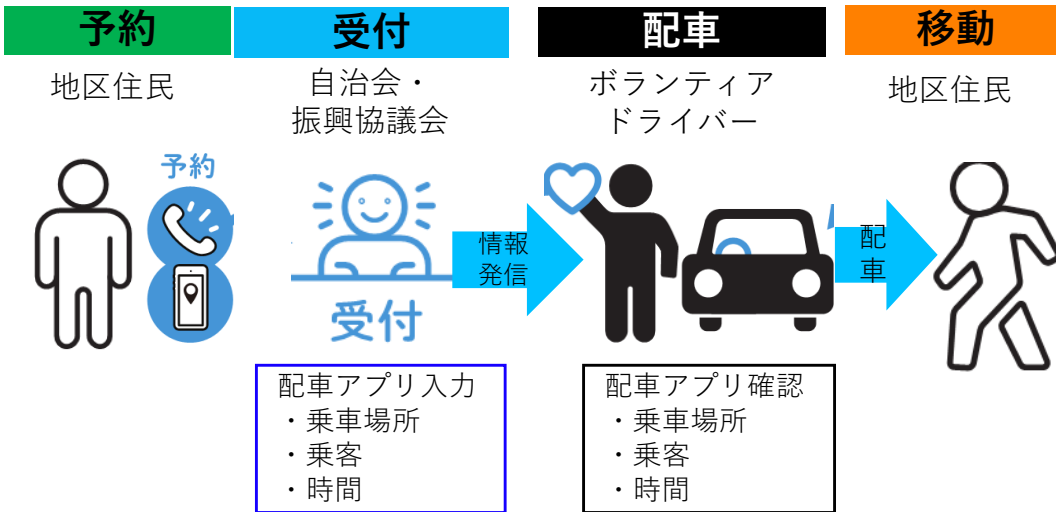 予約
受付
配車
移動
地区住民
自治会・
振興協議会
ボランティア
ドライバー
地区住民
予約
受付
情報
発信
配
車
配車アプリ入力
・乗車場所
・乗客
・時間
配車アプリ確認
・乗車場所
・乗客
・時間